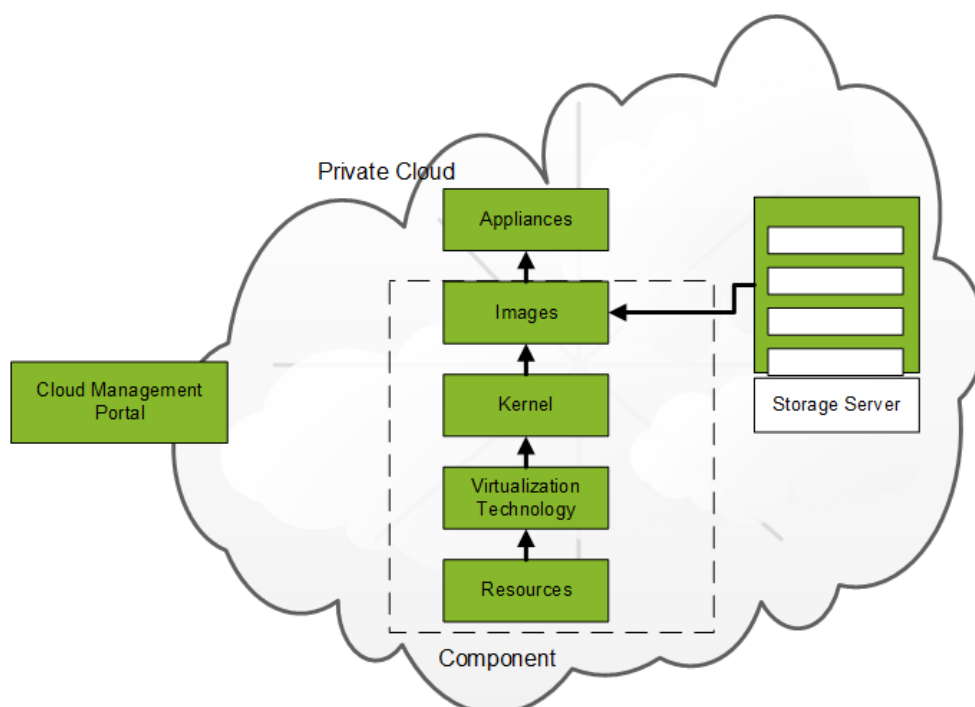 Private Cloud
Appliances
Images
Cloud Management
Portal
Kernel
Storage Server
Virtualization
Technology
Resources
Component